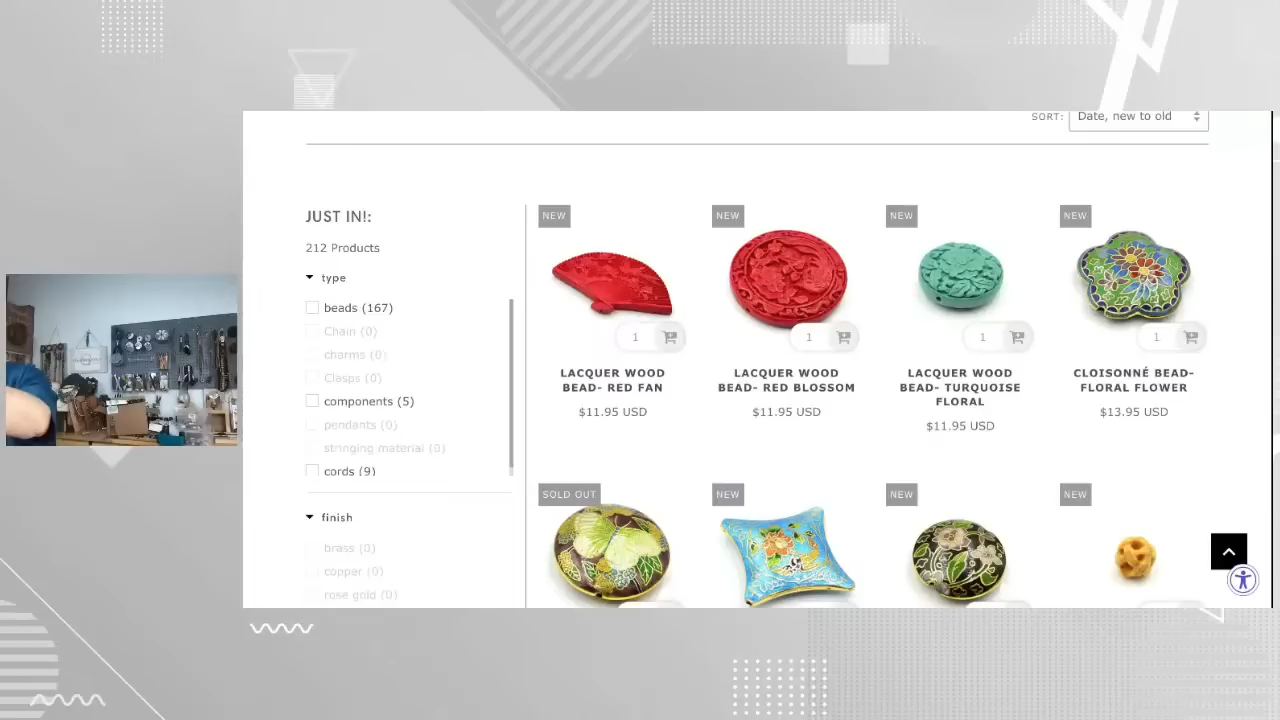 SORT: Date, new to old
JUST IN!:
212 Products
type
beads (167)
Chain (0)
charms (0)
Clasps (0)
components (5)
pendants (0)
stringing material (0)
cords (9)
finish
brass (0)
copper (0)
rose gold (0)
NEW
NEW
NEW
NEW
1
1
1
1
LACQUER WOOD
BEAD- RED FAN
$11.95 USD
LACQUER WOOD
BEAD- RED BLOSSOM
$11.95 USD
LACQUER WOOD
BEAD- TURQUOISE
FLORAL
$11.95 USD
CLOISONNÉ BEAD-
FLORAL FLOWER
$13.95 USD
SOLD OUT
NEW
NEW
NEW